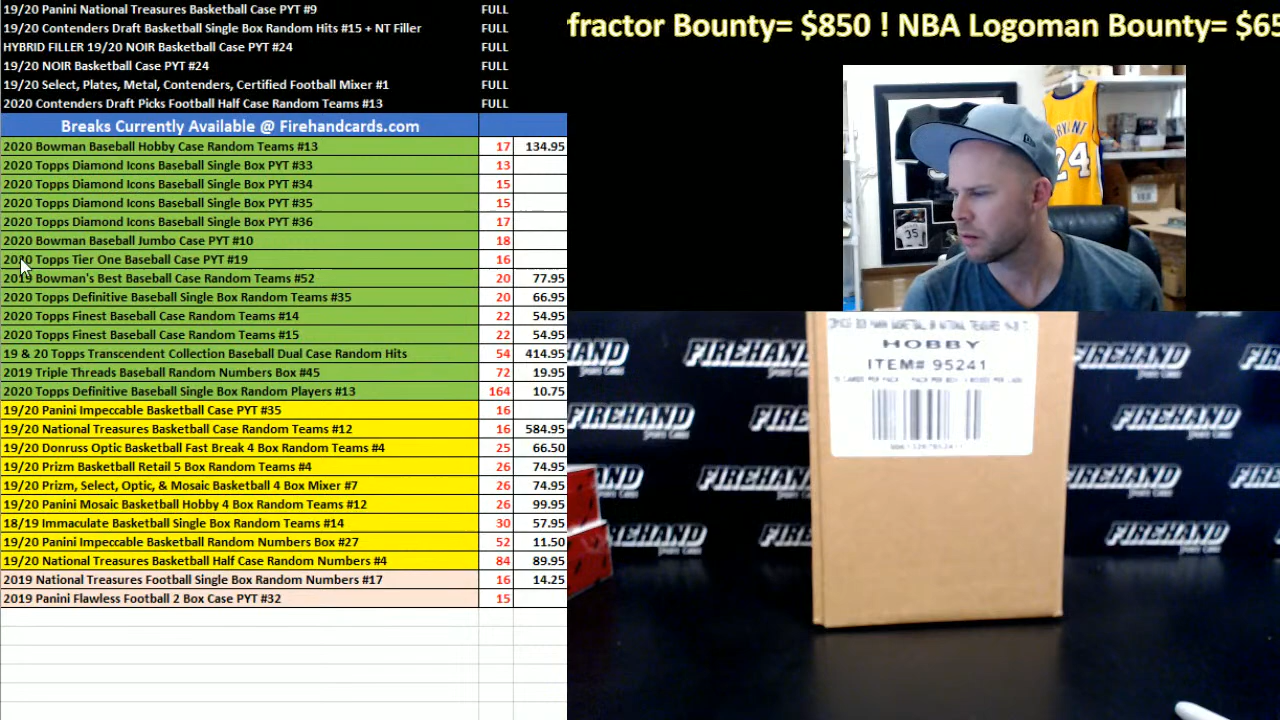 19/20 Panini National Treasures Basketball Case PYT #9 FULL
19/20 Contenders Draft Basketball Single Box Random Hits #15 + NT Filler FULL
HYBRID FILLER 19/20 NOIR Basketball Case PYT #24 FULL
19/20 NOIR Basketball Case PYT #24 FULL
19/20 Select, Plates, Metal, Contenders, Certified Football Mixer #1 FULL
2020 Contenders Draft Picks Football Half Case Random Teams #13 FULL
Breaks Currently Available @ Firehandcards.com
2020 Bowman Baseball Hobby Case Random Teams #13 17 134.95
2020 Topps Diamond Icons Baseball Single Box PYT #33 13
2020 Topps Diamond Icons Baseball Single Box PYT #34 15
2020 Topps Diamond Icons Baseball Single Box PYT #35 15
2020 Topps Diamond Icons Baseball Single Box PYT #36 17
2020 Bowman Baseball Jumbo Case PYT #10 18
2020 Topps Tier One Baseball Case PYT #19 16
2019 Bowman's Best Baseball Case Random Teams #52 20 77.95
2020 Topps Definitive Baseball Single Box Random Teams #35 20 66.95
2020 Topps Finest Baseball Case Random Teams #14 22 54.95
2020 Topps Finest Baseball Case Random Teams #15 22 54.95
19 & 20 Topps Transcendent Collection Baseball Dual Case Random Hits 54 414.95
2019 Triple Threads Baseball Random Numbers Box #45 72 19.95
2020 Topps Definitive Baseball Single Box Random Players #13 164 10.75
19/20 Panini Impeccable Basketball Case PYT #35 16
19/20 National Treasures Basketball Case Random Teams #12 16 584.95
19/20 Donruss Optic Basketball Fast Break 4 Box Random Teams #4 25 66.50
19/20 Prizm Basketball Retail 5 Box Random Teams #4 26 74.95
19/20 Prizm, Select, Optic, & Mosaic Basketball 4 Box Mixer #7 26 74.95
19/20 Panini Mosaic Basketball Hobby 4 Box Random Teams #12 26 99.95
18/19 Immaculate Basketball Single Box Random Teams #14 30 57.95
19/20 Panini Impeccable Basketball Random Numbers Box #27 52 11.50
19/20 National Treasures Basketball Half Case Random Numbers #4 84 89.95
2019 National Treasures Football Single Box Random Numbers #17 16 14.25
2019 Panini Flawless Football 2 Box Case PYT #32 15
fractor Bounty= $850 ! NBA Logoman Bounty= $65
24
35
HOBBY
ITEM# 95241
FIREHAND
FIREHAND
FIREHAND
FIREHAND
FIREHAND
FIREHAND
FIREHAND
FIREHAND